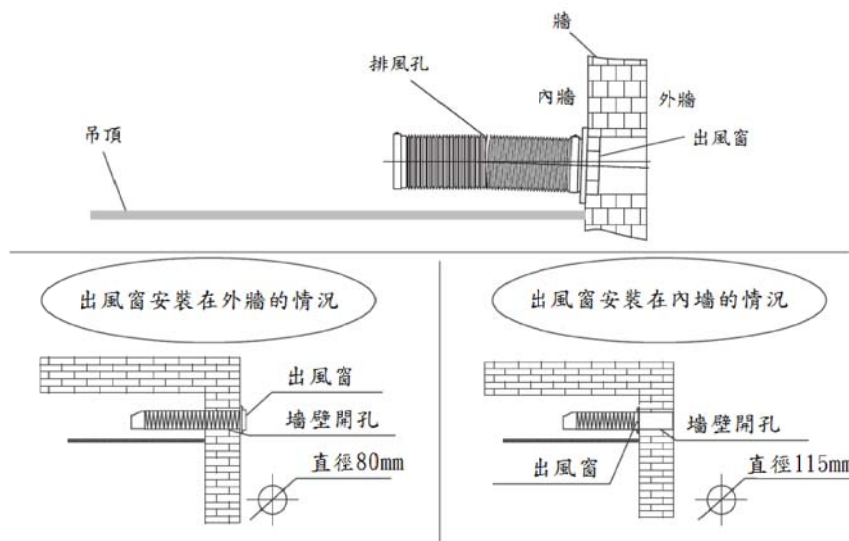 牆
排風孔
內牆
外牆
吊頂
出風窗
出風窗安裝在外牆的情況
出風窗
墙壁開孔
直徑80mm
出風窗安裝在內墙的情況
墙壁開孔
出風窗
直徑115mm